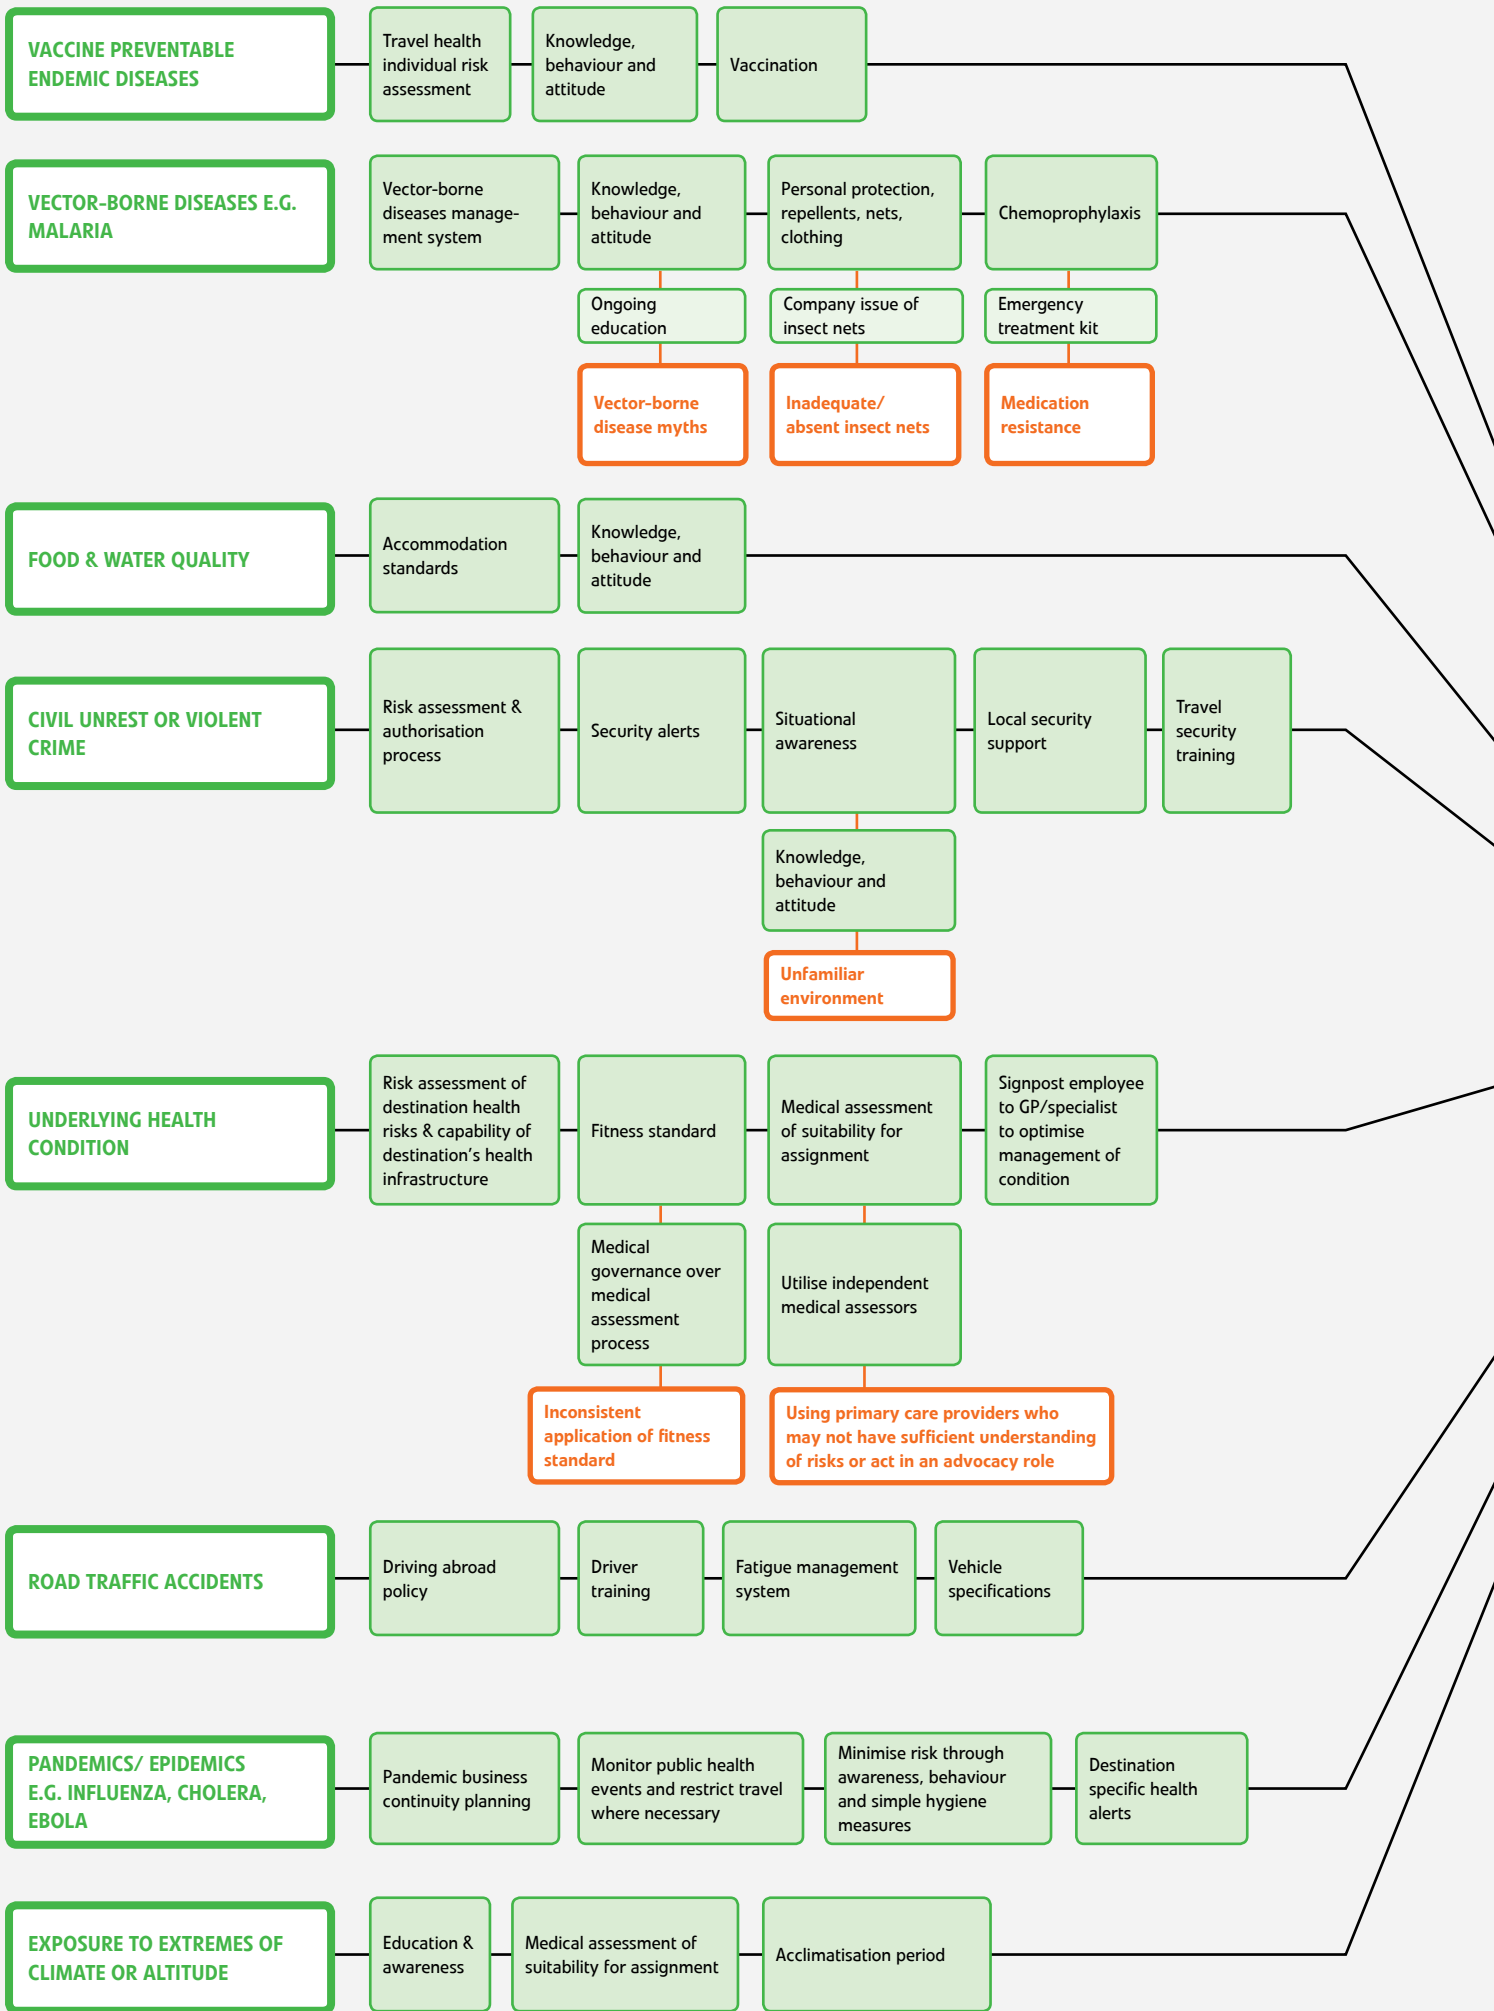 VACCINE PREVENTABLE
ENDEMIC DISEASES
Travel health
individual risk
assessment
Knowledge,
behaviour and
attitude
Vaccination
VECTOR-BORNE DISEASES E.G.
MALARIA
Vector-borne
diseases manage-
ment system
Knowledge,
behaviour and
attitude
Personal protection,
repellents, nets,
clothing
Chemoprophylaxis
Ongoing
education
Company issue of
insect nets
Emergency
treatment kit
Vector-borne
disease myths
Inadequate/
absent insect nets
Medication
resistance
FOOD & WATER QUALITY
Accommodation
standards
Knowledge,
behaviour and
attitude
CIVIL UNREST OR VIOLENT
CRIME
Risk assessment &
authorisation
process
Security alerts
Situational
awareness
Local security
support
Travel
security
training
Knowledge,
behaviour and
attitude
Unfamiliar
environment
UNDERLYING HEALTH
CONDITION
Risk assessment of
destination health
risks & capability of
destination’s health
infrastructure
Fitness standard
Medical assessment
of suitability for
assignment
Signpost employee
to GP/specialist
to optimise
management of
condition
Medical
governance over
medical
assessment
process
Utilise independent
medical assessors
Inconsistent
application of fitness
standard
Using primary care providers who
may not have sufficient understanding
of risks or act in an advocacy role
ROAD TRAFFIC ACCIDENTS
Driving abroad
policy
Driver
training
Fatigue management
system
Vehicle
specifications
PANDEMICS/ EPIDEMICS
E.G. INFLUENZA, CHOLERA,
EBOLA
Pandemic business
continuity planning
Monitor public health
events and restrict travel
where necessary
Minimise risk through
awareness, behaviour
and simple hygiene
measures
Destination
specific health
alerts
EXPOSURE TO EXTREMES OF
CLIMATE OR ALTITUDE
Education &
awareness
Medical assessment of
suitability for assignment
Acclimatisation period